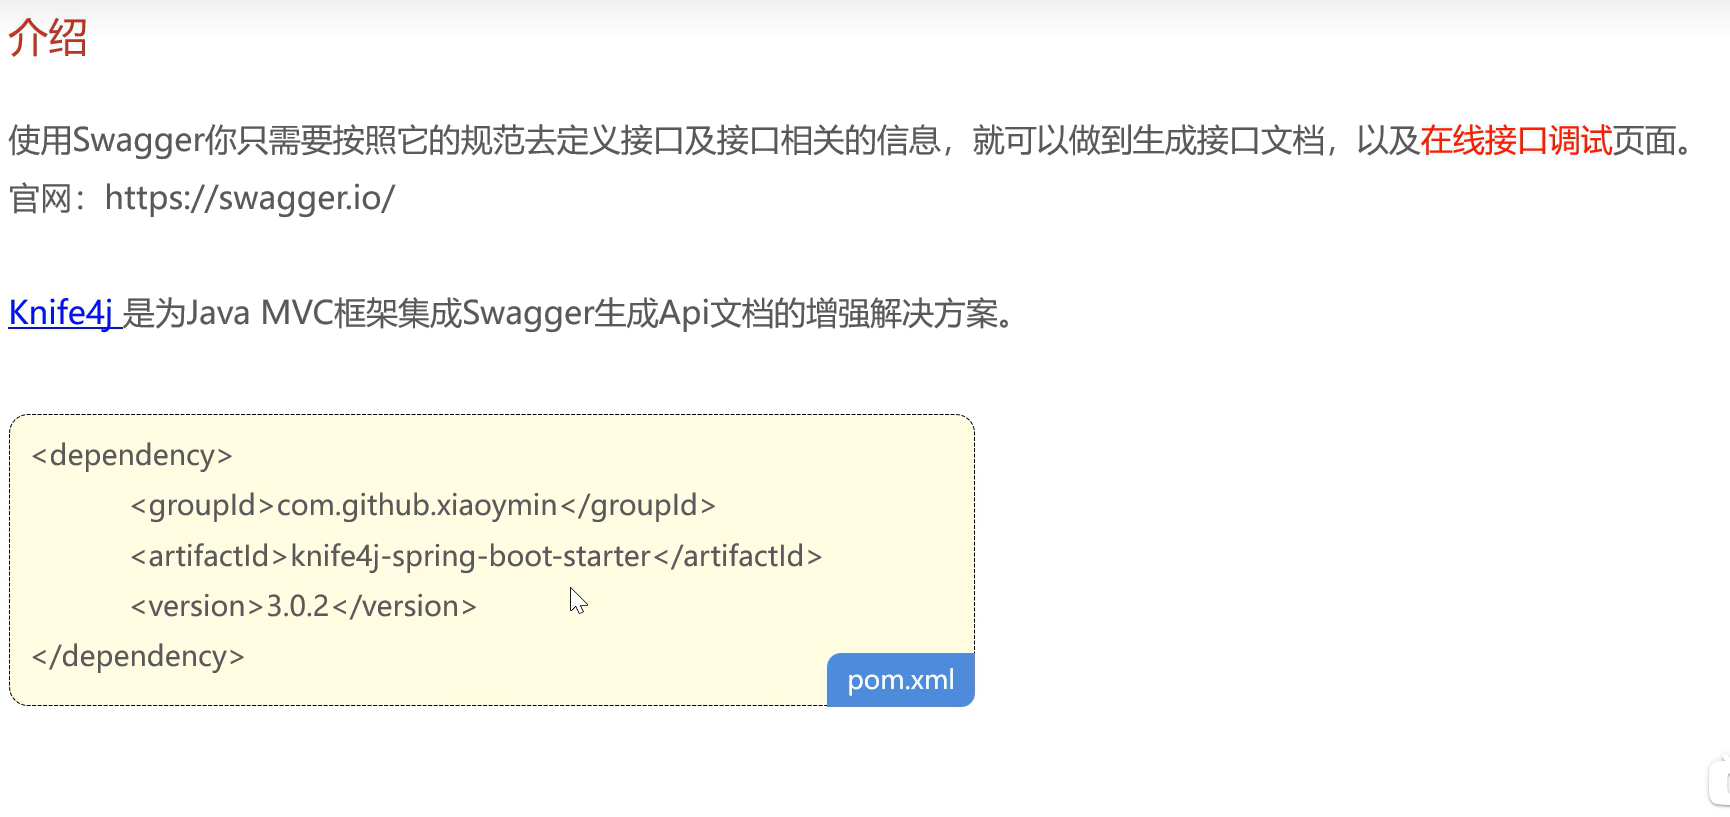 介绍
使用Swagger你只需要按照它的规范去定义接口及接口相关的信息，就可以做到生成接口文档，以及在线接口调试页面。
官网：https://swagger.io/
Knife4j 是为Java MVC框架集成Swagger生成Api文档的增强解决方案。
<dependency>
<groupId>com.github.xiaoymin</groupId>
<artifactId>knife4j-spring-boot-starter</artifactId>
<version>3.0.2</version>
</dependency>
pom.xml